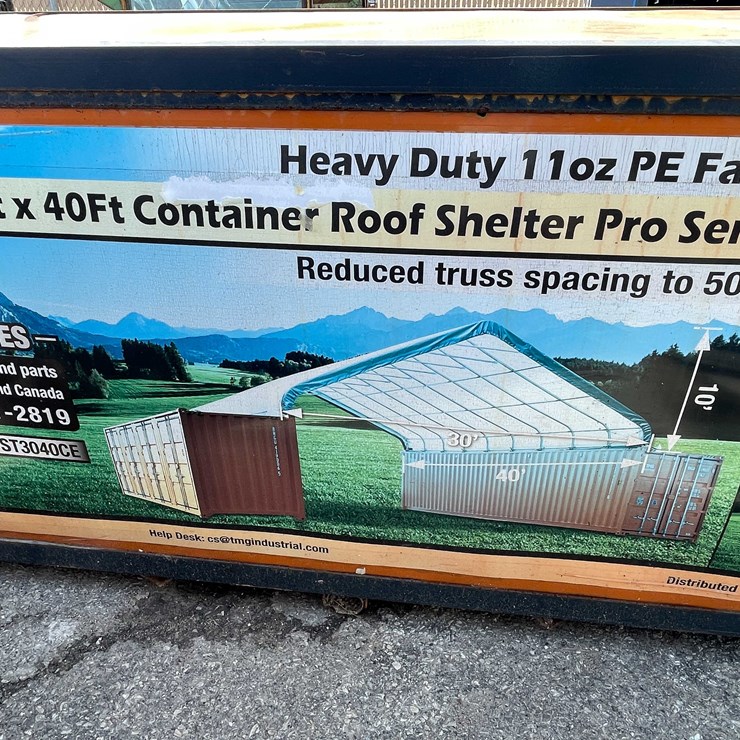 Heavy Duty 11oz PE Fa
t x 40Ft Container Roof Shelter Pro Ser
Reduced truss spacing to 50
ES
nd parts
nd Canada
-2819
ST3040CE
10'
30'
40'
Help Desk: cs@tmgindustrial.com
Distributed